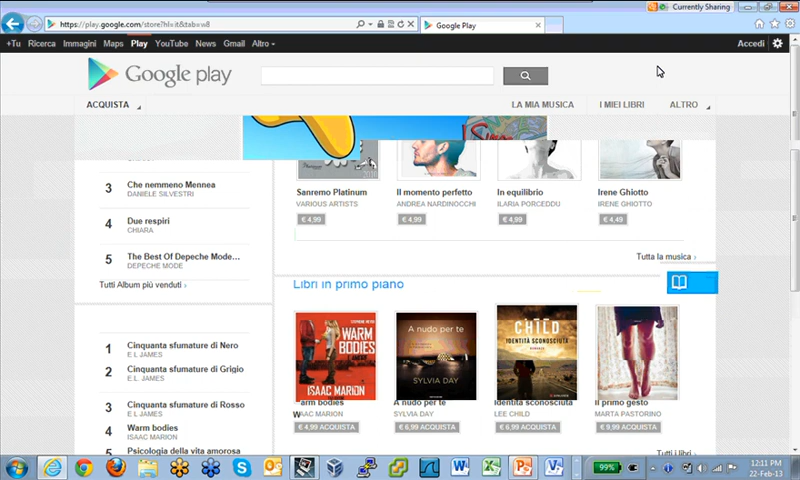 Currently Sharing
https://play.google.com/store?hl=it&tab=w8
Google Play
+Tu Ricerca Immagini Maps Play YouTube News Gmail Altro
Accedi
Google play
ACQUISTA
LA MIA MUSICA I MIEI LIBRI ALTRO
3 Che nemmeno Mennea
DANIELE SILVESTRI
4 Due respiri
CHIARA
5 The Best Of Depeche Mode...
DEPECHE MODE
Tutti Album più venduti ›
Sanremo Platinum
VARIOUS ARTISTS
€ 4,99
Il momento perfetto
ANDREA NARDINOCCHI
€ 4,99
In equilibrio
ILARIA PORCEDDU
€ 4,99
Irene Ghiotto
IRENE GHIOTTO
€ 4,49
Tutta la musica ›
Libri in primo piano
1 Cinquanta sfumature di Nero
E L JAMES
2 Cinquanta sfumature di Grigio
E.L. JAMES
3 Cinquanta sfumature di Rosso
E L JAMES
4 Warm bodies
ISAAC MARION
5 Psicologia della vita amorosa
WARM
BODIES
ISAAC MARION
A nudo per te
SYLVIA DAY
CHILD
IDENTITÀ SCONOSCIUTA
Warm bodies
ISAAC MARION
€ 4,99 ACQUISTA
A nudo per te
SYLVIA DAY
€ 6,99 ACQUISTA
Identità sconosciuta
LEE CHILD
€ 6,99 ACQUISTA
Il primo gesto
MARTA PASTORINO
€ 9,99 ACQUISTA
Tutti i libri ›
99%
12:11 PM
22-Feb-13